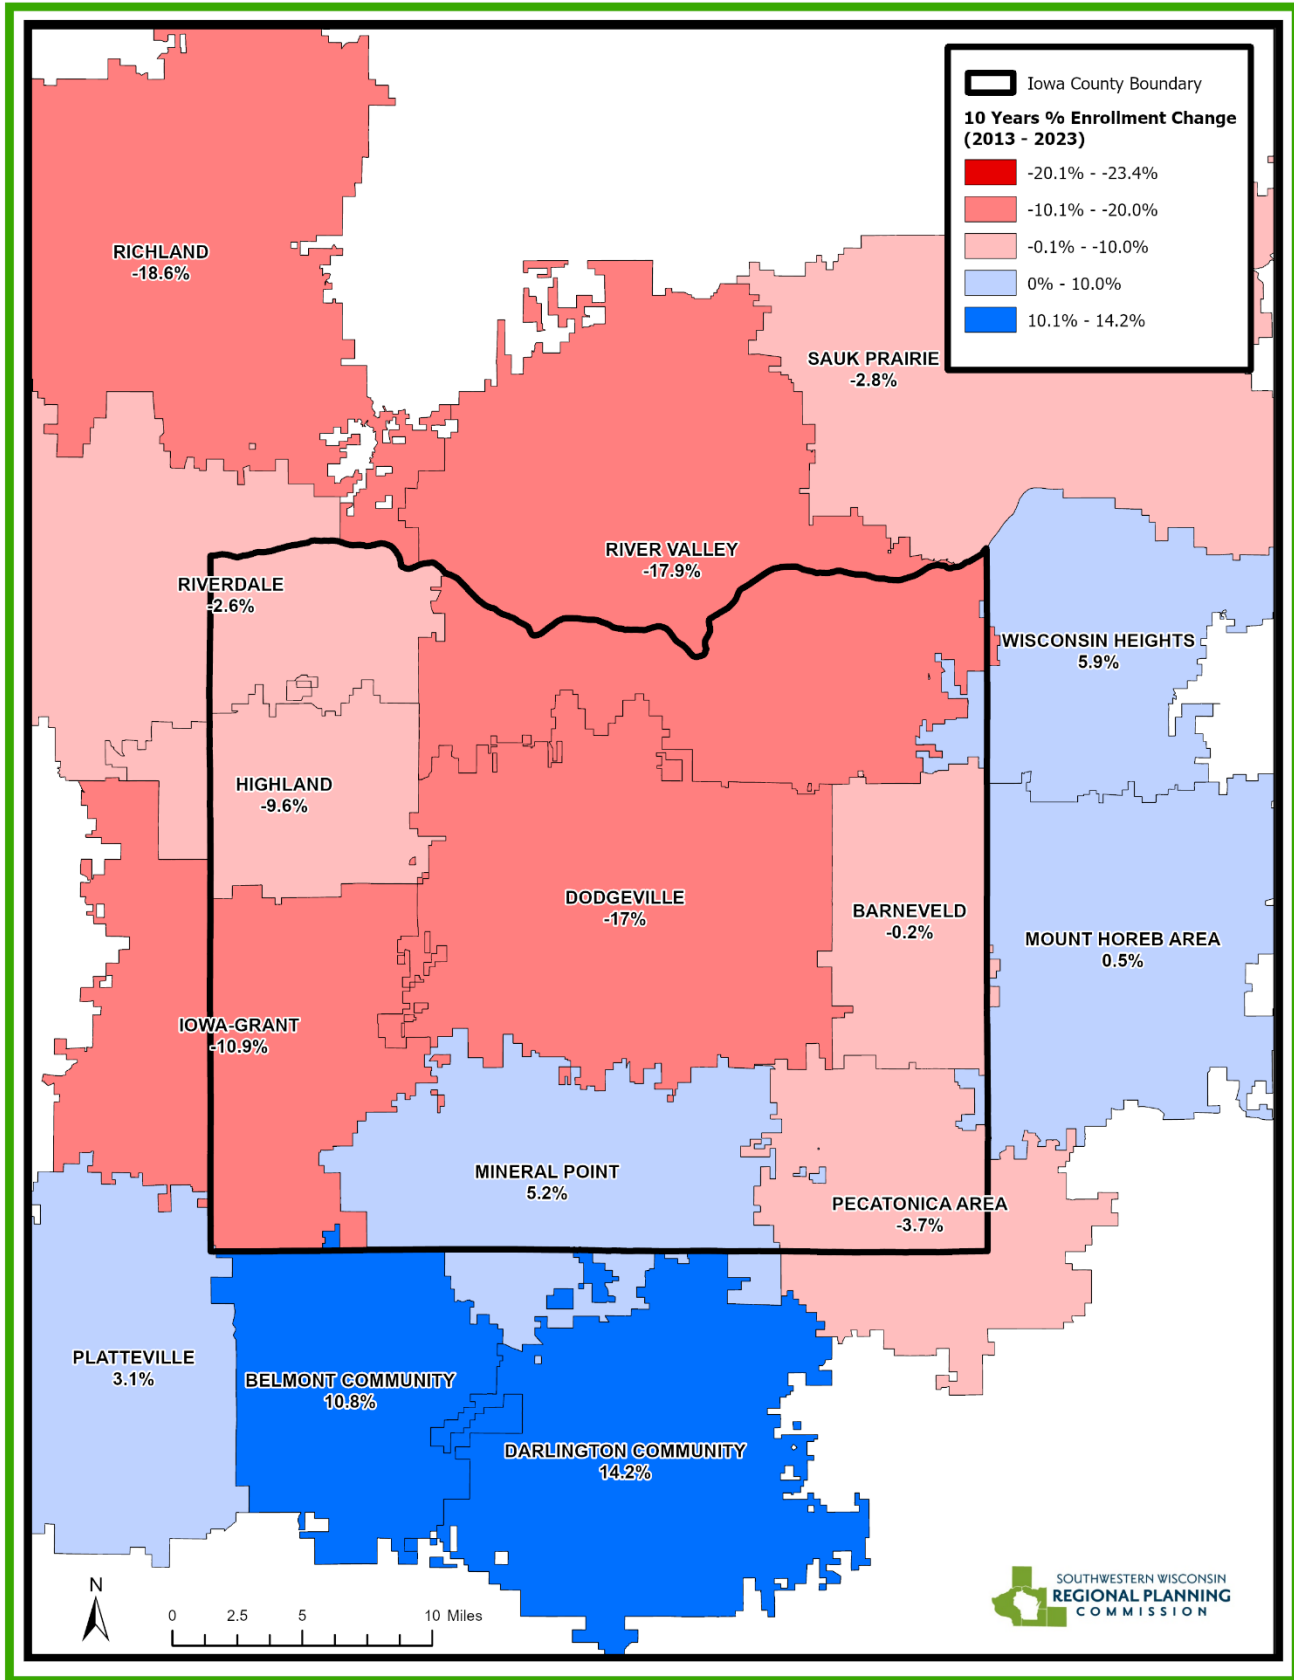 Iowa County Boundary
10 Years % Enrollment Change
(2013 - 2023)
-20.1% - -23.4%
-10.1% - -20.0%
-0.1% - -10.0%
0% - 10.0%
10.1% - 14.2%
RICHLAND
-18.6%
SAUK PRAIRIE
-2.8%
RIVER VALLEY
-17.9%
RIVERDALE
-2.6%
WISCONSIN HEIGHTS
5.9%
HIGHLAND
-9.6%
DODGEVILLE
-17%
BARNEVELD
-0.2%
MOUNT HOREB AREA
0.5%
IOWA-GRANT
-10.9%
MINERAL POINT
5.2%
PECATONICA AREA
-3.7%
PLATTEVILLE
3.1%
BELMONT COMMUNITY
10.8%
DARLINGTON COMMUNITY
14.2%
N
0 2.5 5 10 Miles
SOUTHWESTERN WISCONSIN
REGIONAL PLANNING
COMMISSION